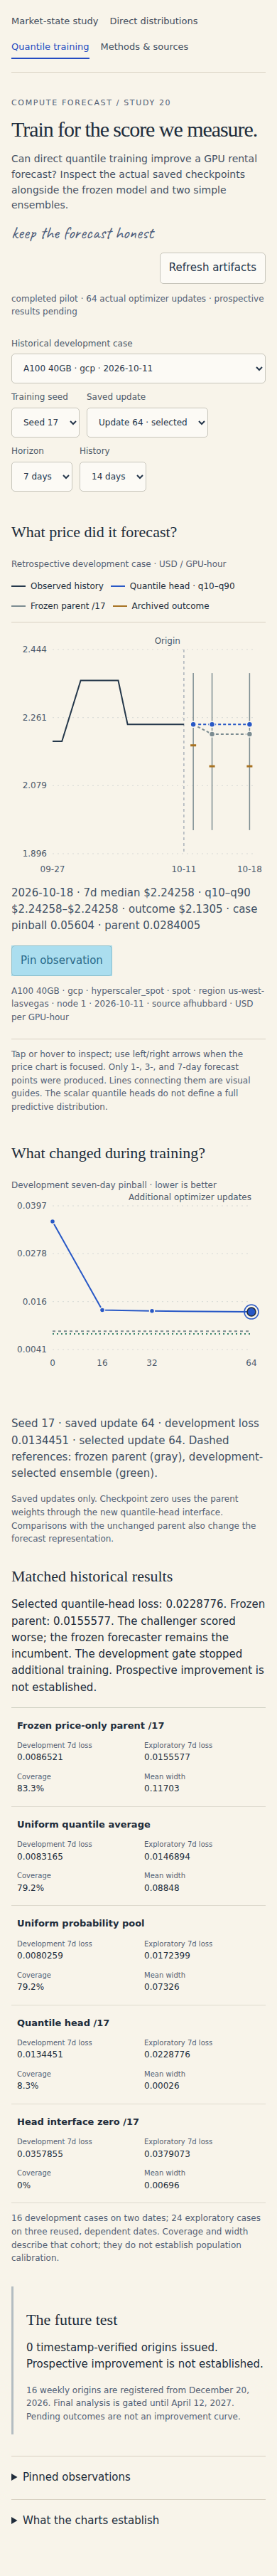 Market-state study Direct distributions
Quantile training Methods & sources
COMPUTE FORECAST / STUDY 20
Train for the score we measure.
Can direct quantile training improve a GPU rental
forecast? Inspect the actual saved checkpoints
alongside the frozen model and two simple
ensembles.
keep the forecast honest
Refresh artifacts
completed pilot · 64 actual optimizer updates · prospective
results pending
Historical development case
A100 40GB · gcp · 2026-10-11
Training seed Saved update
Seed 17 Update 64 · selected
Horizon History
7 days 14 days
What price did it forecast?
Retrospective development case · USD / GPU-hour
Observed history Quantile head · q10–q90
Frozen parent /17 Archived outcome
Origin
2.444
2.261
2.079
1.896
09-27 10-11 10-18
2026-10-18 · 7d median $2.24258 · q10–q90
$2.24258–$2.24258 · outcome $2.1305 · case
pinball 0.05604 · parent 0.0284005
Pin observation
A100 40GB · gcp · hyperscaler_spot · spot · region us-west-
lasvegas · node 1 · 2026-10-11 · source afhubbard · USD
per GPU-hour
Tap or hover to inspect; use left/right arrows when the
price chart is focused. Only 1-, 3-, and 7-day forecast
points were produced. Lines connecting them are visual
guides. The scalar quantile heads do not define a full
predictive distribution.
What changed during training?
Development seven-day pinball · lower is better
Additional optimizer updates
0.0397
0.0278
0.016
0.0041
0 16 32 64
Seed 17 · saved update 64 · development loss
0.0134451 · selected update 64. Dashed
references: frozen parent (gray), development-
selected ensemble (green).
Saved updates only. Checkpoint zero uses the parent
weights through the new quantile-head interface.
Comparisons with the unchanged parent also change the
forecast representation.
Matched historical results
Selected quantile-head loss: 0.0228776. Frozen
parent: 0.0155577. The challenger scored
worse; the frozen forecaster remains the
incumbent. The development gate stopped
additional training. Prospective improvement is
not established.
Frozen price-only parent /17
Development 7d loss Exploratory 7d loss
0.0086521 0.0155577
Coverage Mean width
83.3% 0.11703
Uniform quantile average
Development 7d loss Exploratory 7d loss
0.0083165 0.0146894
Coverage Mean width
79.2% 0.08848
Uniform probability pool
Development 7d loss Exploratory 7d loss
0.0080259 0.0172399
Coverage Mean width
79.2% 0.07326
Quantile head /17
Development 7d loss Exploratory 7d loss
0.0134451 0.0228776
Coverage Mean width
8.3% 0.00026
Head interface zero /17
Development 7d loss Exploratory 7d loss
0.0357855 0.0379073
Coverage Mean width
0% 0.00696
16 development cases on two dates; 24 exploratory cases
on three reused, dependent dates. Coverage and width
describe that cohort; they do not establish population
calibration.
The future test
0 timestamp-verified origins issued.
Prospective improvement is not established.
16 weekly origins are registered from December 20,
2026. Final analysis is gated until April 12, 2027.
Pending outcomes are not an improvement curve.
Pinned observations
What the charts establish